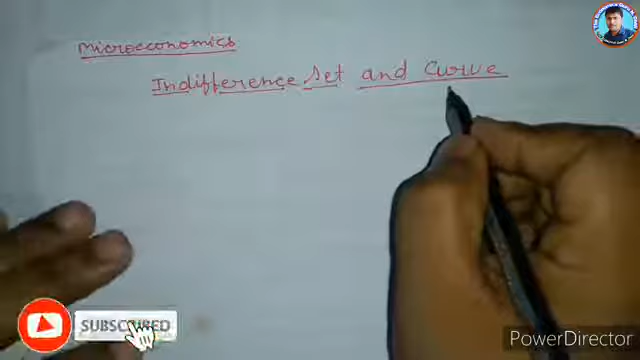 Microeconomics
Indifference Set and Curve
SUBSCRIBED
PowerDirector